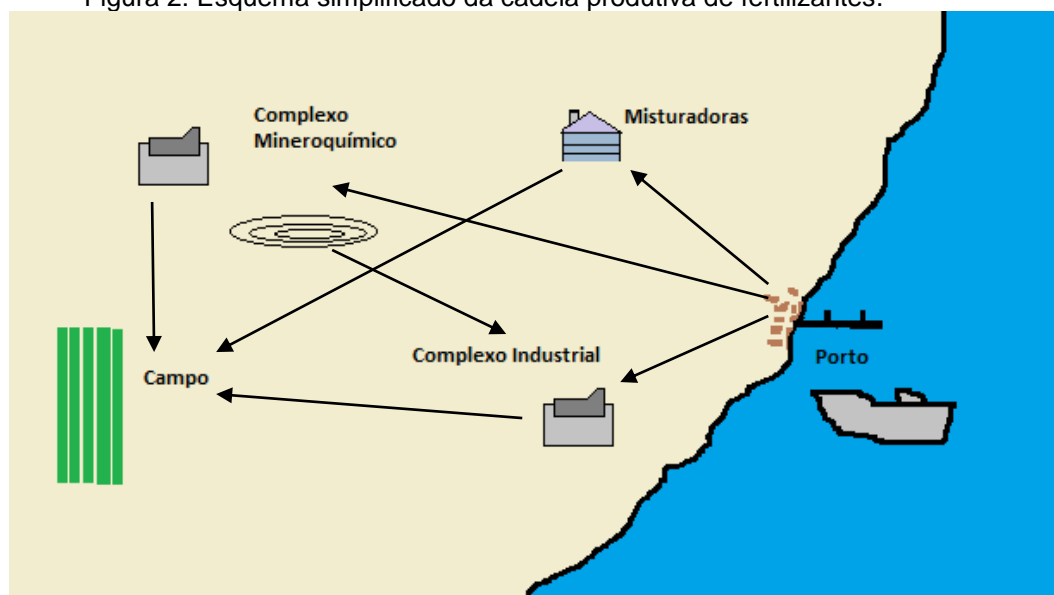 Figura 2. Esquema simplificado da cadeia produtiva de fertilizantes.
Complexo
Mineroquímico
Misturadoras
Complexo Industrial
Porto
Campo